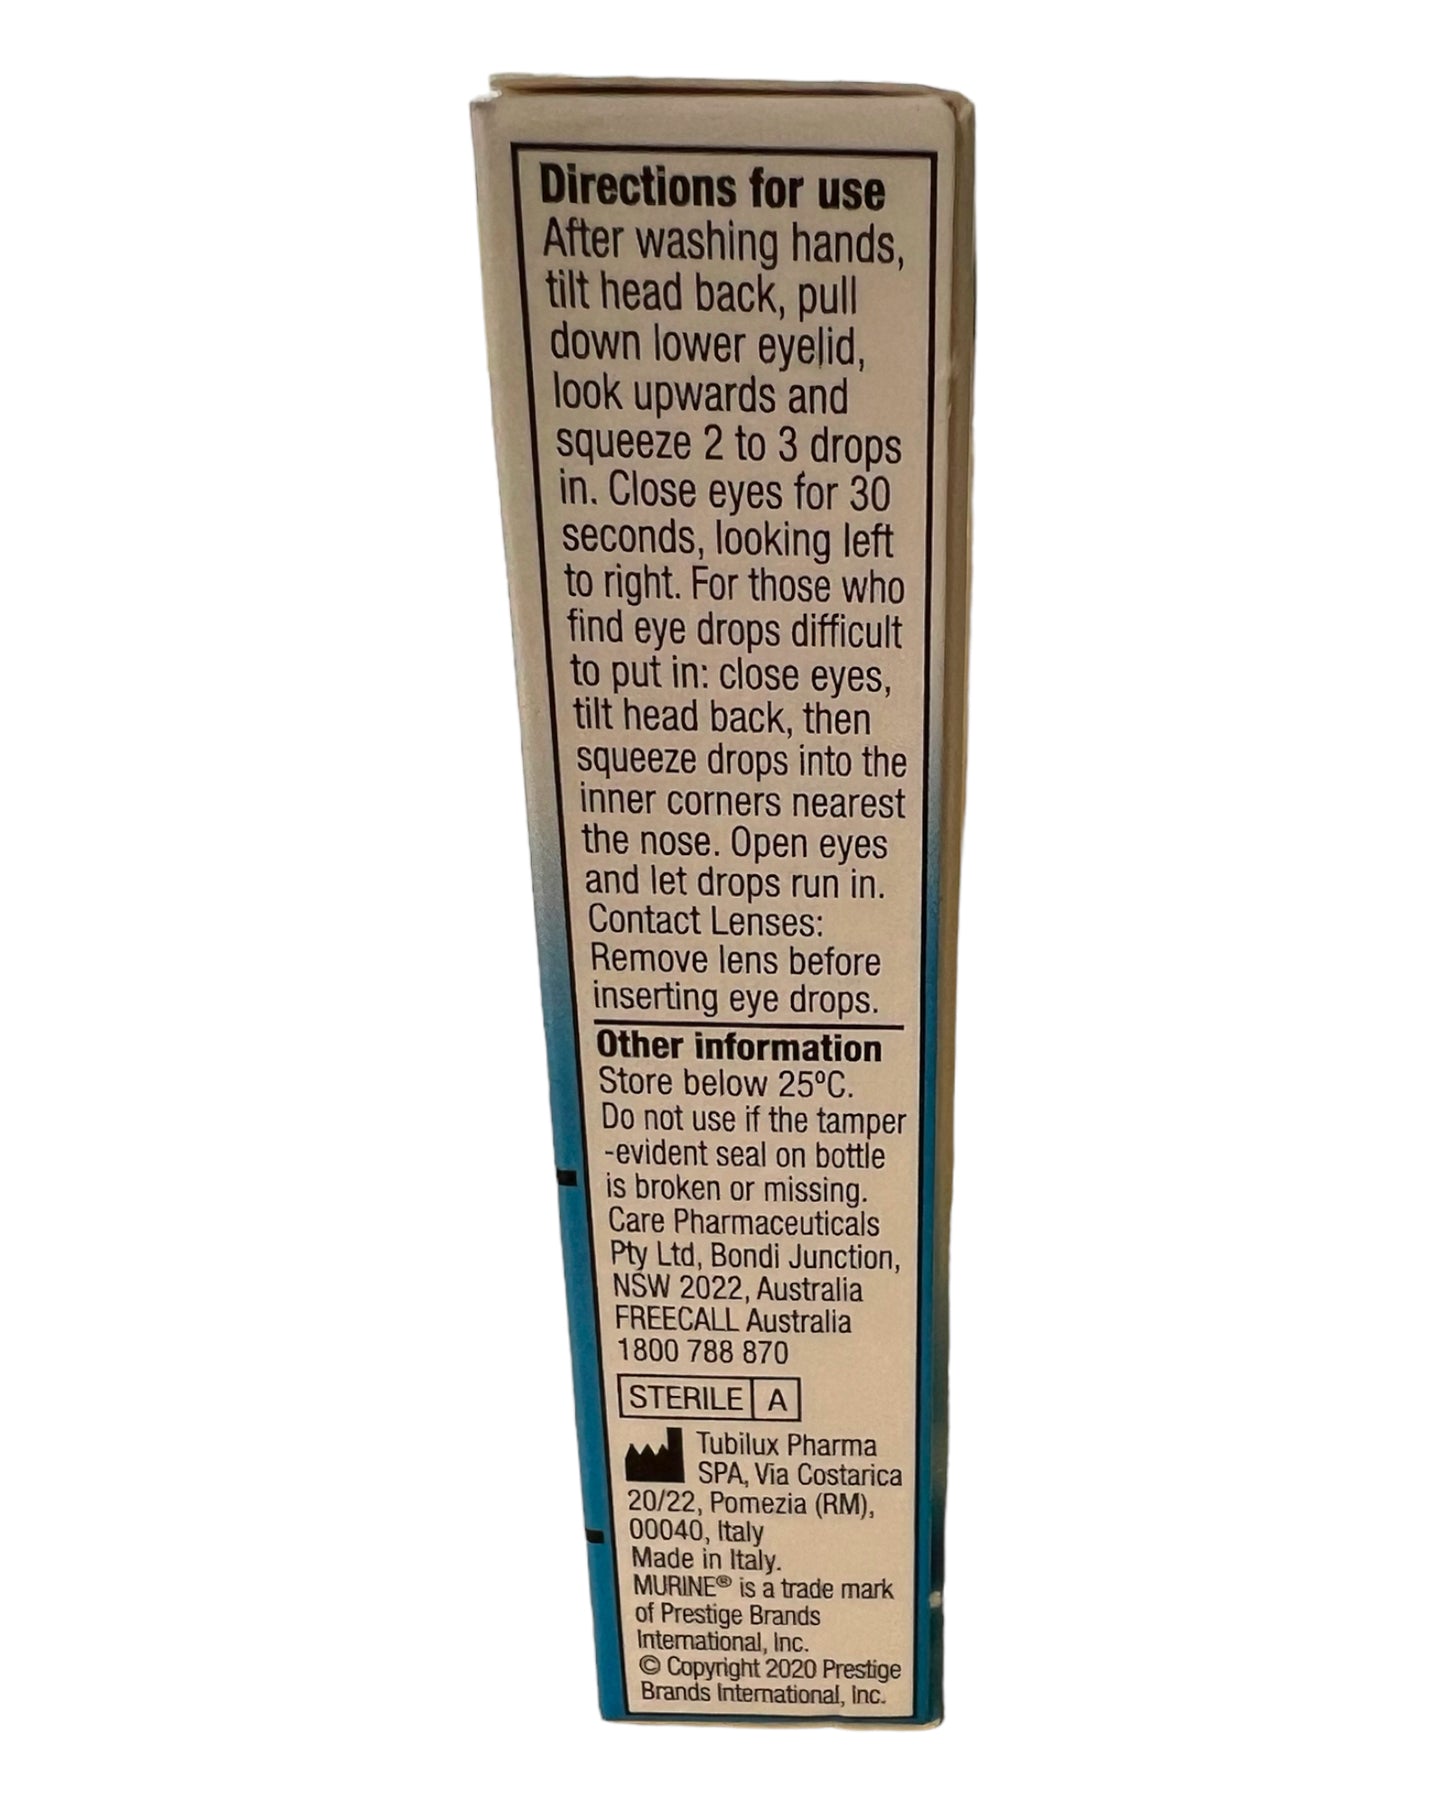 Directions for use
After washing hands,
tilt head back, pull
down lower eyelid,
look upwards and
squeeze 2 to 3 drops
in. Close eyes for 30
seconds, looking left
to right. For those who
find eye drops difficult
to put in: close eyes,
tilt head back, then
squeeze drops into the
inner corners nearest
the nose. Open eyes
and let drops run in.
Contact Lenses:
Remove lens before
inserting eye drops.
Other information
Store below 25ºC.
Do not use if the tamper
-evident seal on bottle
is broken or missing.
Care Pharmaceuticals
Pty Ltd, Bondi Junction,
NSW 2022, Australia
FREECALL Australia
1800 788 870
STERILE A
Tubilux Pharma
SPA, Via Costarica
20/22, Pomezia (RM),
00040, Italy
Made in Italy.
MURINE® is a trade mark
of Prestige Brands
International, Inc.
© Copyright 2020 Prestige
Brands International, Inc.